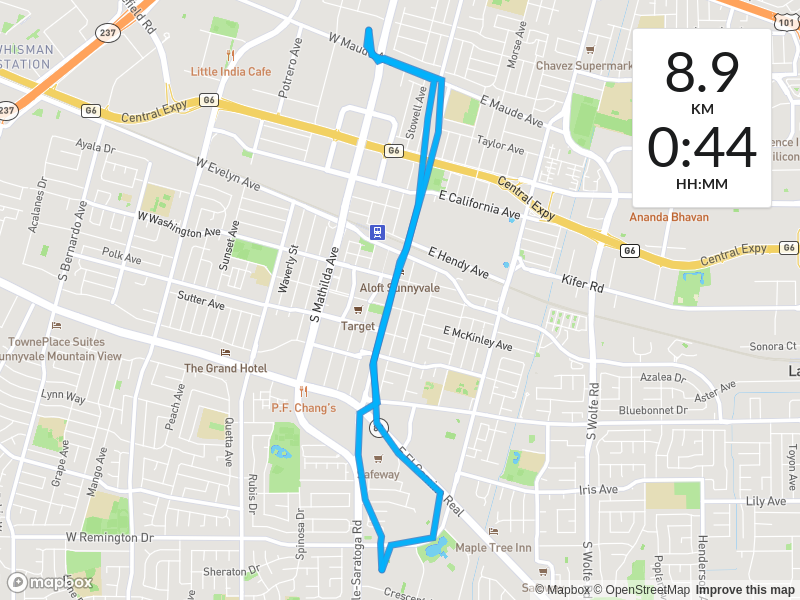 237
101
WHISMAN
STATION
W Maude
Little India Cafe
Potrero Ave
Morse Ave
Chavez Supermarket
8.9
KM
0:44
HH:MM
237
G6
Central Expy
G6
Stowell Ave
E Maude Ave
Taylor Ave
Ayala Dr
G6
W Evelyn Ave
Central Expy
Acalanes Dr
S Bernardo Ave
W Washington Ave
Sunset Ave
E California Ave
Ananda Bhavan
G6
Central Expy
G6
Polk Ave
Waverly St
S Mathilda Ave
E Hendy Ave
Kifer Rd
Aloft Sunnyvale
Sutter Ave
Target
E McKinley Ave
TownePlace Suites
Sunnyvale Mountain View
The Grand Hotel
Sonora Ct
Azalea Dr
Aster Ave
Lynn Way
Peach Ave
P.F. Chang's
Bluebonnet Dr
S Wolfe Rd
Quetta Ave
Grape Ave
Mango Ave
Rubis Dr
Safeway
Real
Iris Ave
Lily Ave
Toyon Ave
Spinosa Dr
W Remington Dr
Maple Tree Inn
S Wolfe
Sheraton Dr
mapbox
© Mapbox © OpenStreetMap Improve this map